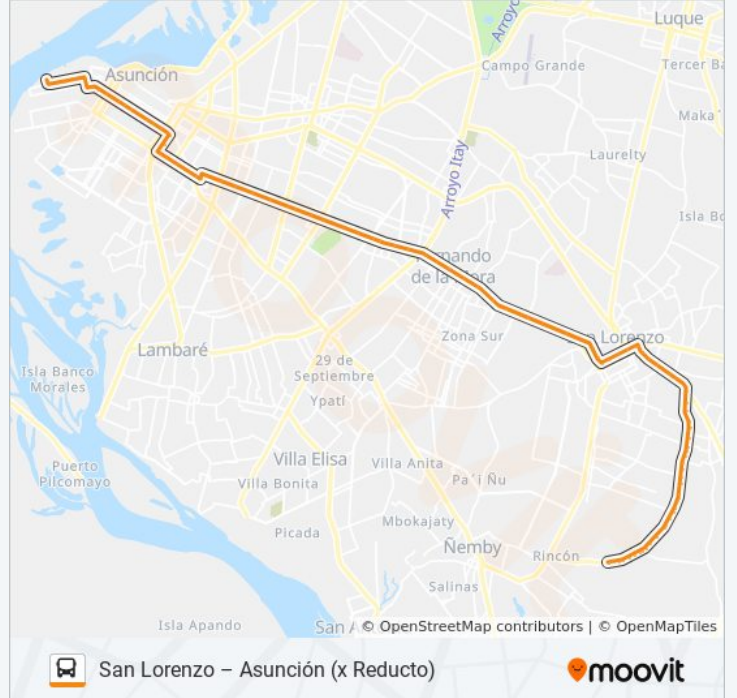 Luque
Arroyo
Asunción
Campo Grande
Tercer Ba
Maka
Laurelty
Arroyo Itay
Isla Bo
nando
de la Mora
Zona Sur
Lorenzo
Lambaré
29 de
Septiembre
Ypatí
Isla Banco
Morales
Villa Elisa
Villa Anita
Puerto
Pilcomayo
Villa Bonita
Pa´i Ñu
Mbokajaty
Picada
Ñemby
Rincón
Salinas
Isla Apando
San A
© OpenStreetMap contributors | © OpenMapTiles
San Lorenzo – Asunción (x Reducto)
moovit